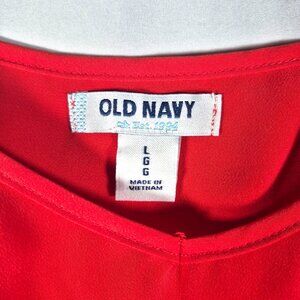 OLD NAVY
Est. 1994
L
G
G
MADE IN
VIETNAM